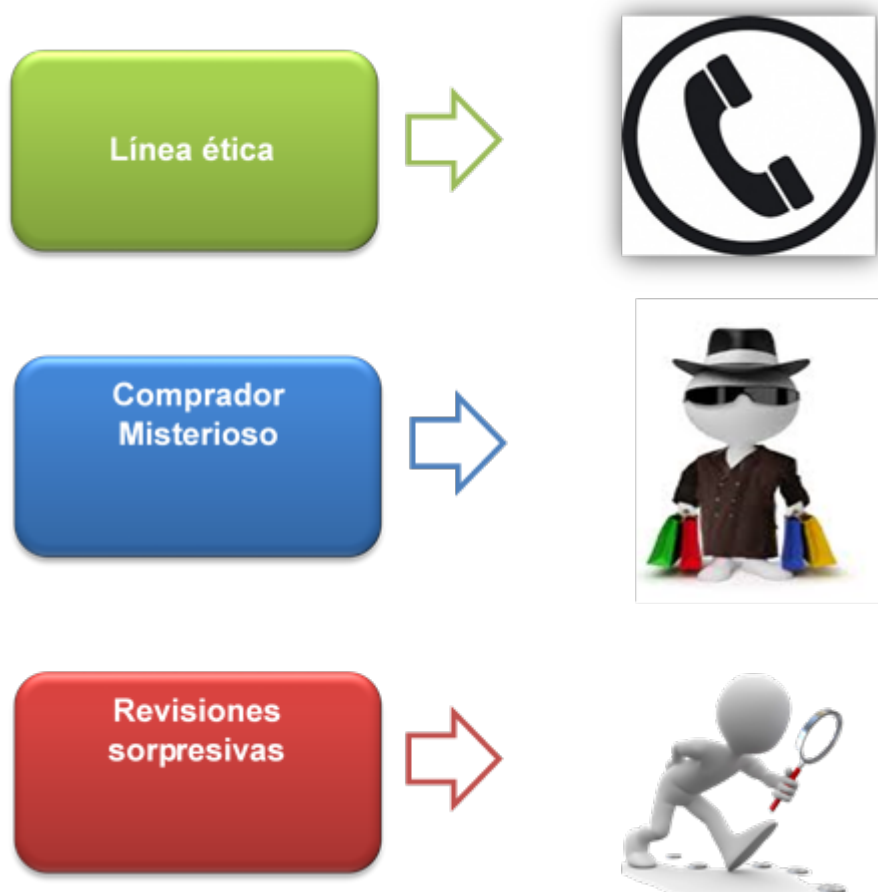 Línea ética
Comprador
Misterioso
Revisiones
sorpresivas